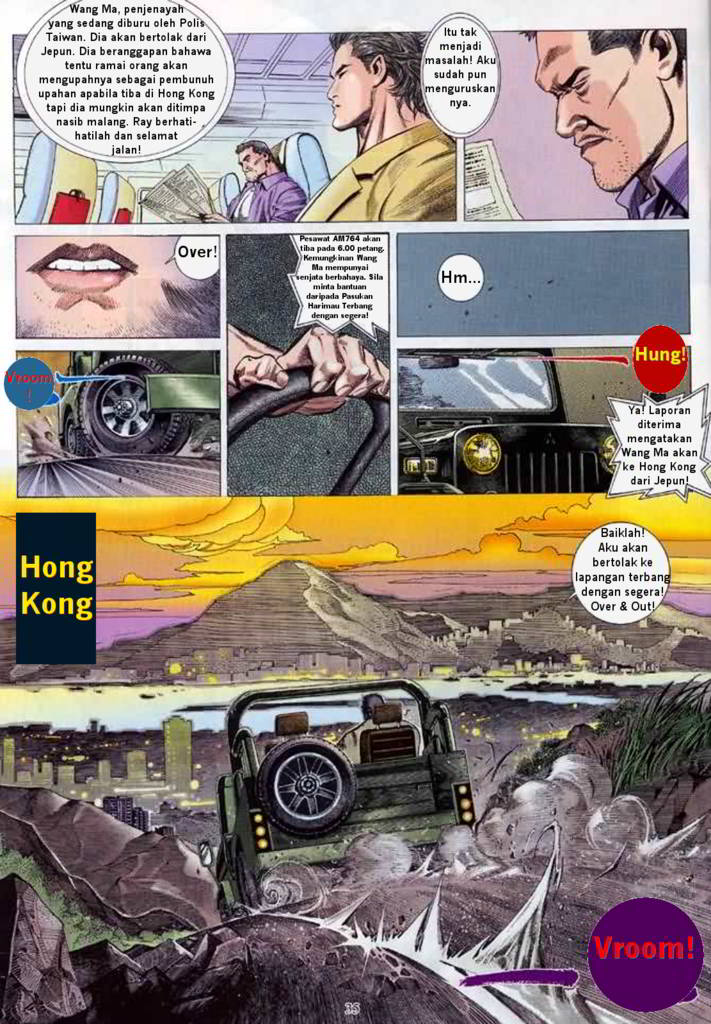 Wang Ma, penjenayah
yang sedang diburu oleh Polis
Taiwan. Dia akan bertolak dari
Jepun. Dia beranggapan bahawa
tentu ramai orang akan
mengupahnya sebagai pembunuh
upahan apabila tiba di Hong Kong
tapi dia mungkin akan ditimpa
nasib malang. Ray berhati-
hatilah dan selamat
jalan!
Itu tak
menjadi
masalah! Aku
sudah pun
menguruskan
nya.
Over!
Pesawat AM764 akan
tiba pada 6.00 petang.
Kemungkinan Wang
Ma mempunyai
senjata berbahaya. Sila
minta bantuan
daripada Pasukan
Harimau Terbang
dengan segera!
Hm...
Vroom
!
Hung!
Ya! Laporan
diterima
mengatakan
Wang Ma akan
ke Hong Kong
dari Jepun!
Hong
Kong
Baiklah!
Aku akan
bertolak ke
lapangan terbang
dengan segera!
Over & Out!
Vroom!
35